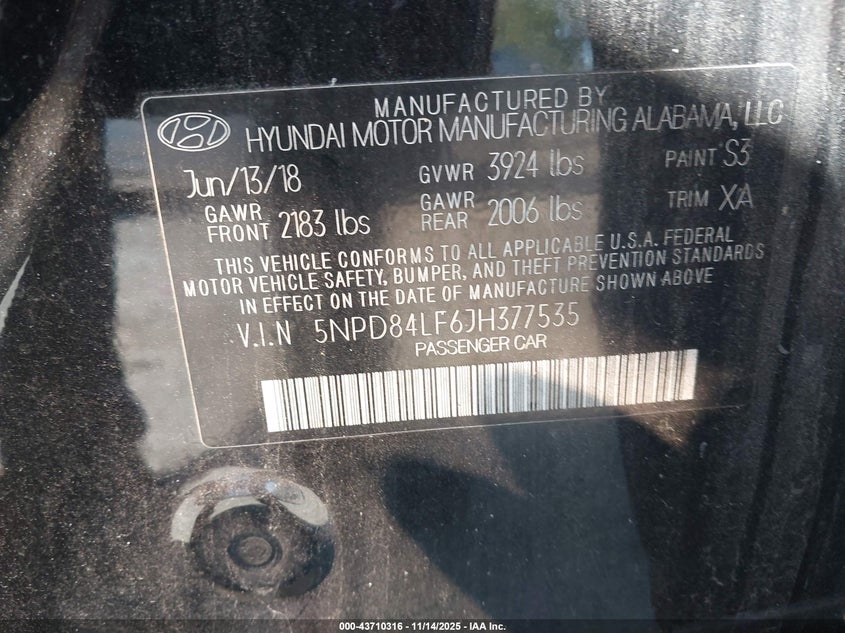 MANUFACTURED BY
HYUNDAI MOTOR MANUFACTURING ALABAMA, LLC
Jun/13/18 GVWR 3924 lbs PAINT S3
GAWR FRONT 2183 lbs GAWR REAR 2006 lbs TRIM XA
THIS VEHICLE CONFORMS TO ALL APPLICABLE U.S.A. FEDERAL
MOTOR VEHICLE SAFETY, BUMPER, AND THEFT PREVENTION STANDARDS
IN EFFECT ON THE DATE OF MANUFACTURE SHOWN ABOVE
V.I.N 5NPD84LF6JH377535
PASSENGER CAR
000-43710316 - 11/14/2025 - IAA Inc.